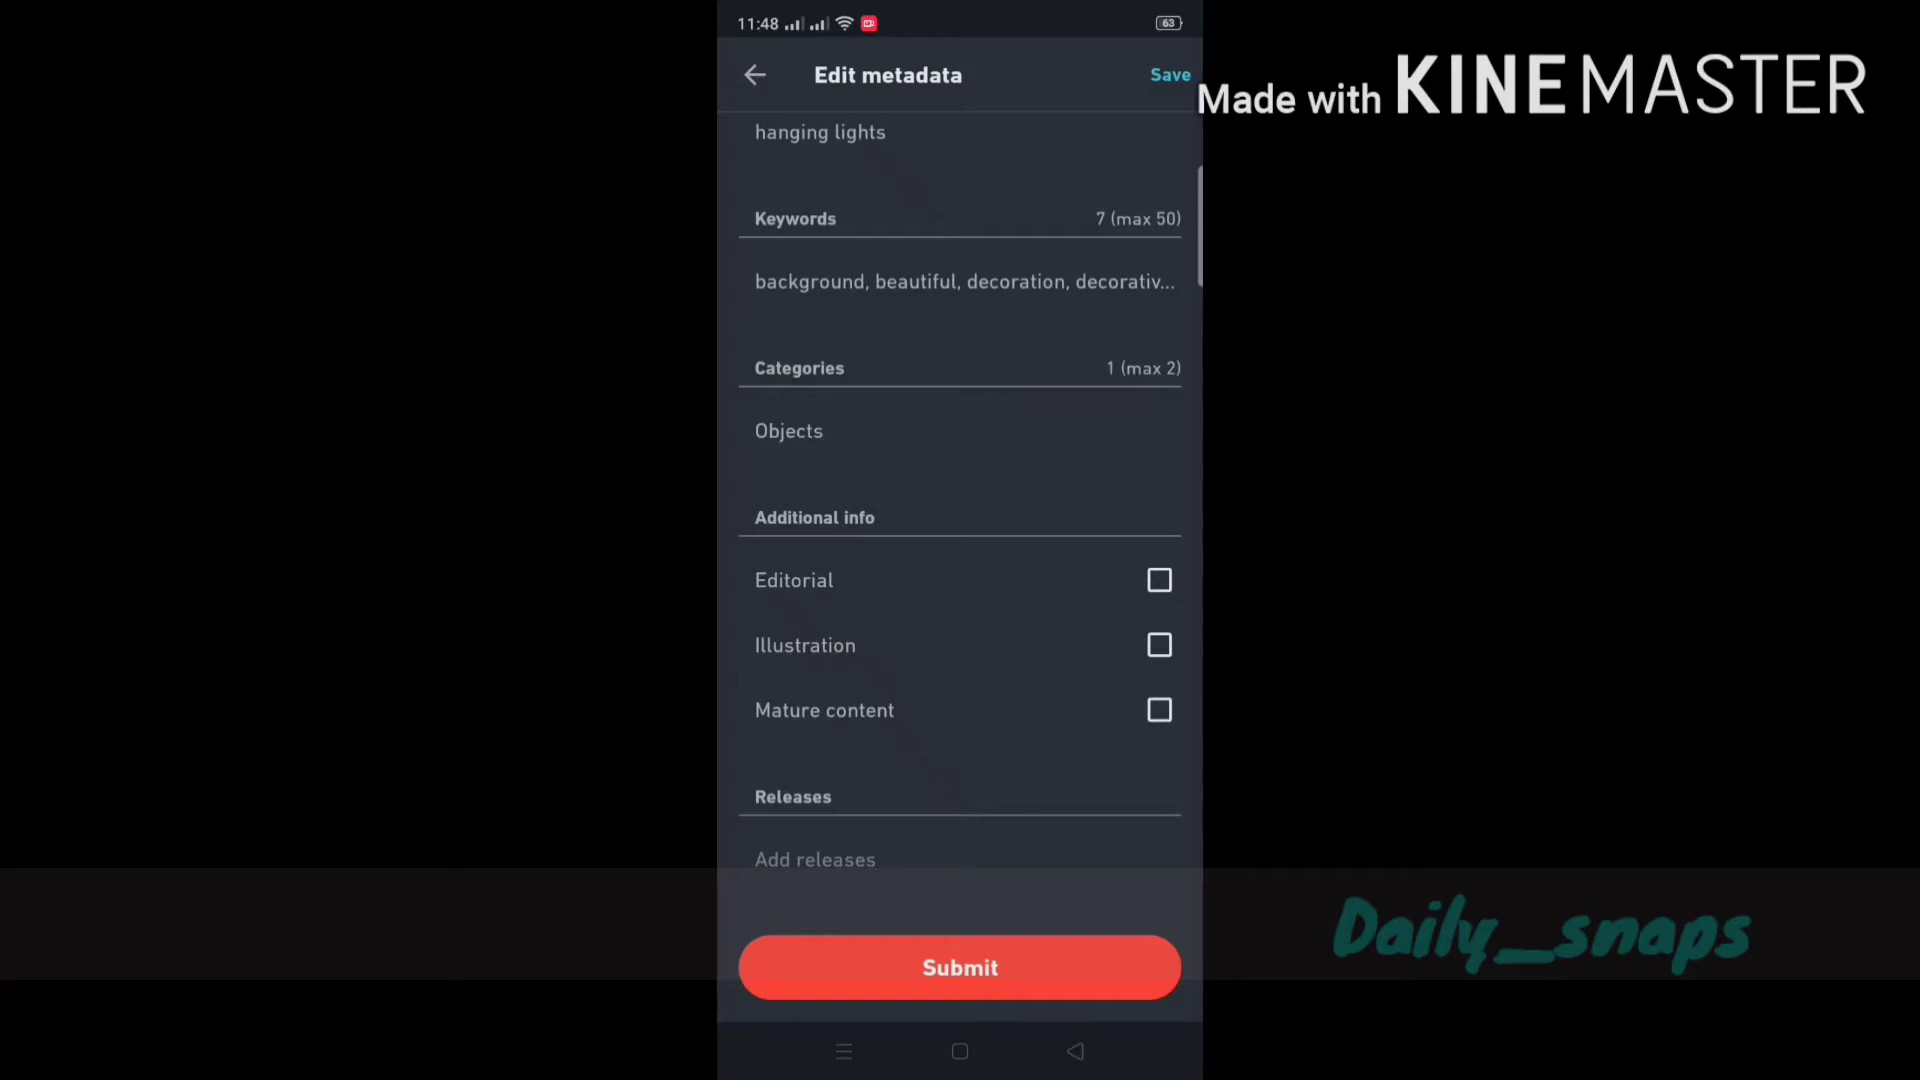 11:48
63
Edit metadata
Save
Made with KINEMASTER
hanging lights
Keywords
7 (max 50)
background, beautiful, decoration, decorativ...
Categories
1 (max 2)
Objects
Additional info
Editorial
Illustration
Mature content
Releases
Add releases
Daily_snaps
Submit